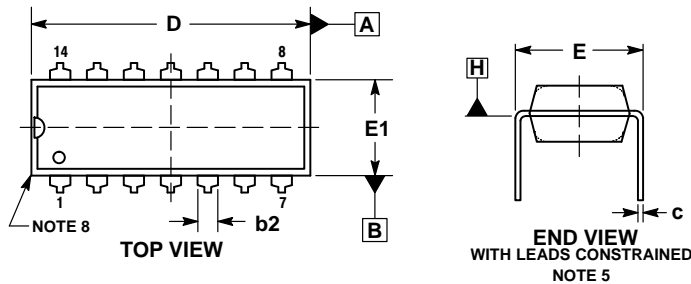 D
A
14
8
E1
1
7
NOTE 8
b2
B
TOP VIEW
H
E
c
END VIEW
WITH LEADS CONSTRAINED
NOTE 5